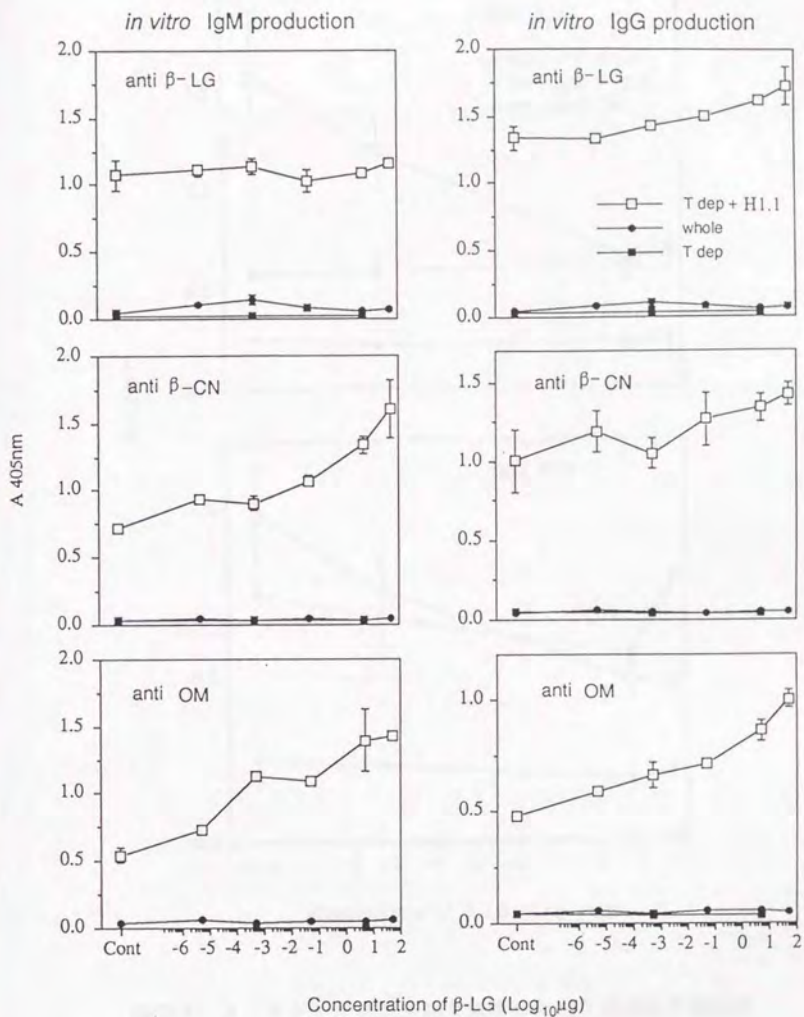 in vitro IgM production
in vitro IgG production
2.0
1.5
1.0
0.5
0.0
anti β-LG
2.0
1.5
1.0
0.5
0.0
anti β-LG
T dep + H1.1
whole
T dep
2.0
1.5
1.0
0.5
0.0
anti β-CN
1.5
1.0
0.5
0.0
anti β-CN
A 405nm
2.0
1.5
1.0
0.5
0.0
anti OM
1.0
0.5
0.0
anti OM
Cont -6 -5 -4 -3 -2 -1 0 1 2
Cont -6 -5 -4 -3 -2 -1 0 1 2
Concentration of β-LG (Log10μg)